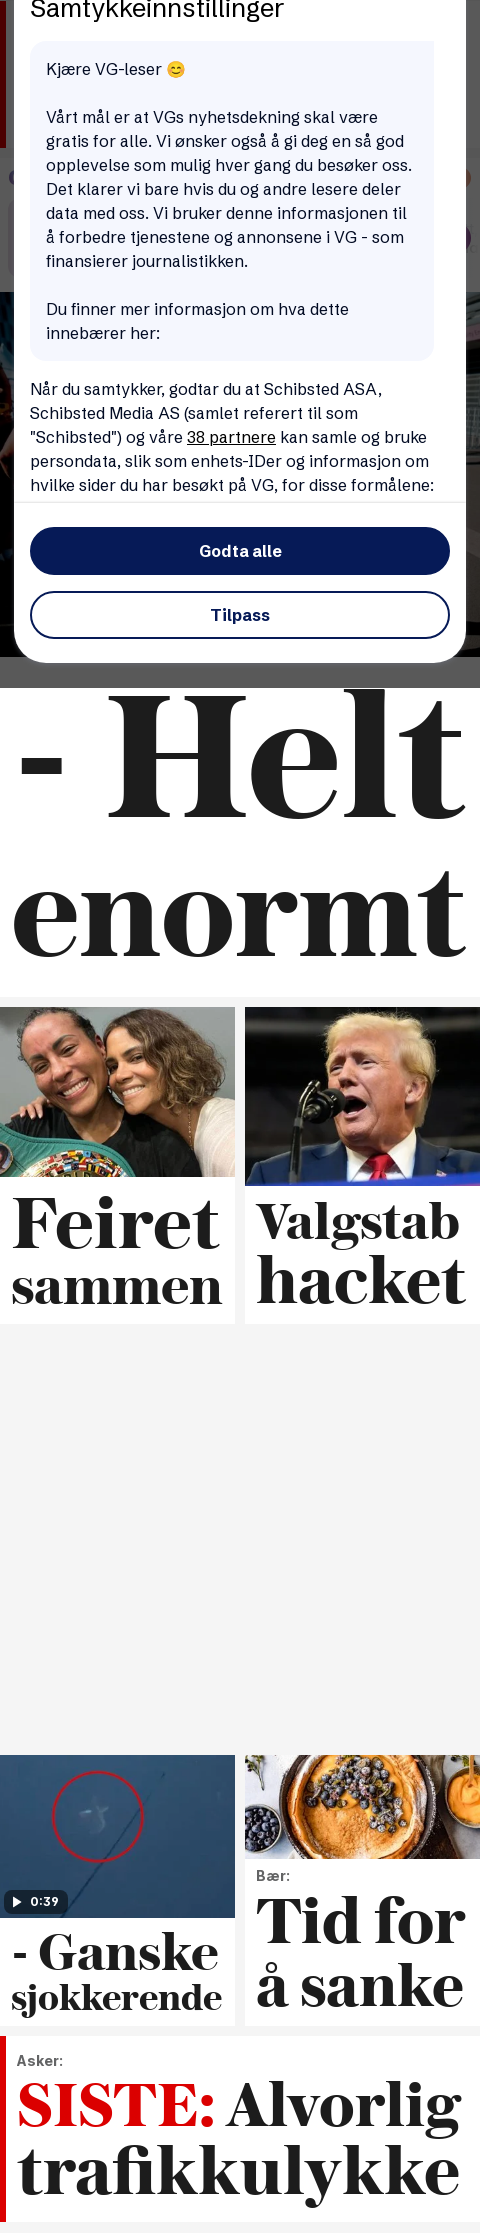 Samtykkeinnstillinger
Kjære VG-leser 😊
Vårt mål er at VGs nyhetsdekning skal være
gratis for alle. Vi ønsker også å gi deg en så god
opplevelse som mulig hver gang du besøker oss.
Det klarer vi bare hvis du og andre lesere deler
data med oss. Vi bruker denne informasjonen til
å forbedre tjenestene og annonsene i VG - som
finansierer journalistikken.
Du finner mer informasjon om hva dette
innebærer her:
Når du samtykker, godtar du at Schibsted ASA,
Schibsted Media AS (samlet referert til som
"Schibsted") og våre 38 partnere kan samle og bruke
persondata, slik som enhets-IDer og informasjon om
hvilke sider du har besøkt på VG, for disse formålene:
Godta alle
Tilpass
- Helt
enormt
Feiret
sammen
Valgstab
hacket
0:39
- Ganske
sjokkerende
Bær:
Tid for
å sanke
Asker:
SISTE: Alvorlig
trafikkulykke